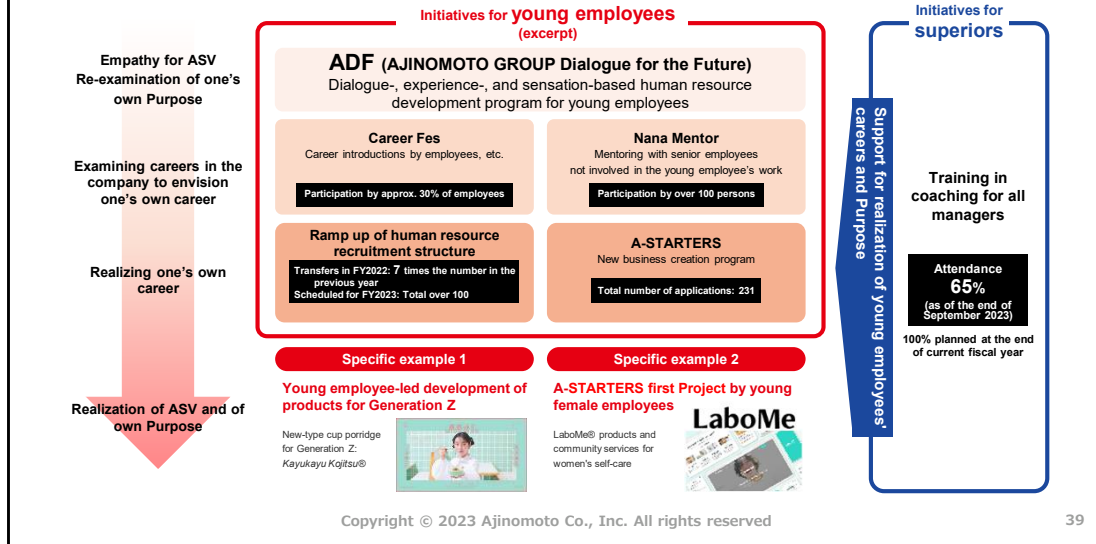 Empathy for ASV
Re-examination of one's
own Purpose
Examining careers in the
company to envision
one's own career
Realizing one's own
career
Realization of ASV and of
own Purpose
Initiatives for young employees
(excerpt)
ADF (AJINOMOTO GROUP Dialogue for the Future)
Dialogue-, experience-, and sensation-based human resource
development program for young employees
Career Fes
Career introductions by employees, etc.
Participation by approx. 30% of employees
Nana Mentor
Mentoring with senior employees
not involved in the young employee's work
Participation by over 100 persons
Ramp up of human resource
recruitment structure
Transfers in FY2022: 7 times the number in the
previous year
Scheduled for FY2023: Total over 100
A-STARTERS
New business creation program
Total number of applications: 231
Specific example 1
Young employee-led development of
products for Generation Z
New-type cup porridge
for Generation Z:
Kayukayu Kojitsu®
Specific example 2
A-STARTERS first Project by young
female employees
LaboMe
LaboMe® products and
community services for
women's self-care
Initiatives for
superiors
Support for realization of young employees'
careers and Purpose
Training in
coaching for all
managers
Attendance
65%
(as of the end of
September 2023)
100% planned at the end
of current fiscal year
Copyright © 2023 Ajinomoto Co., Inc. All rights reserved
39